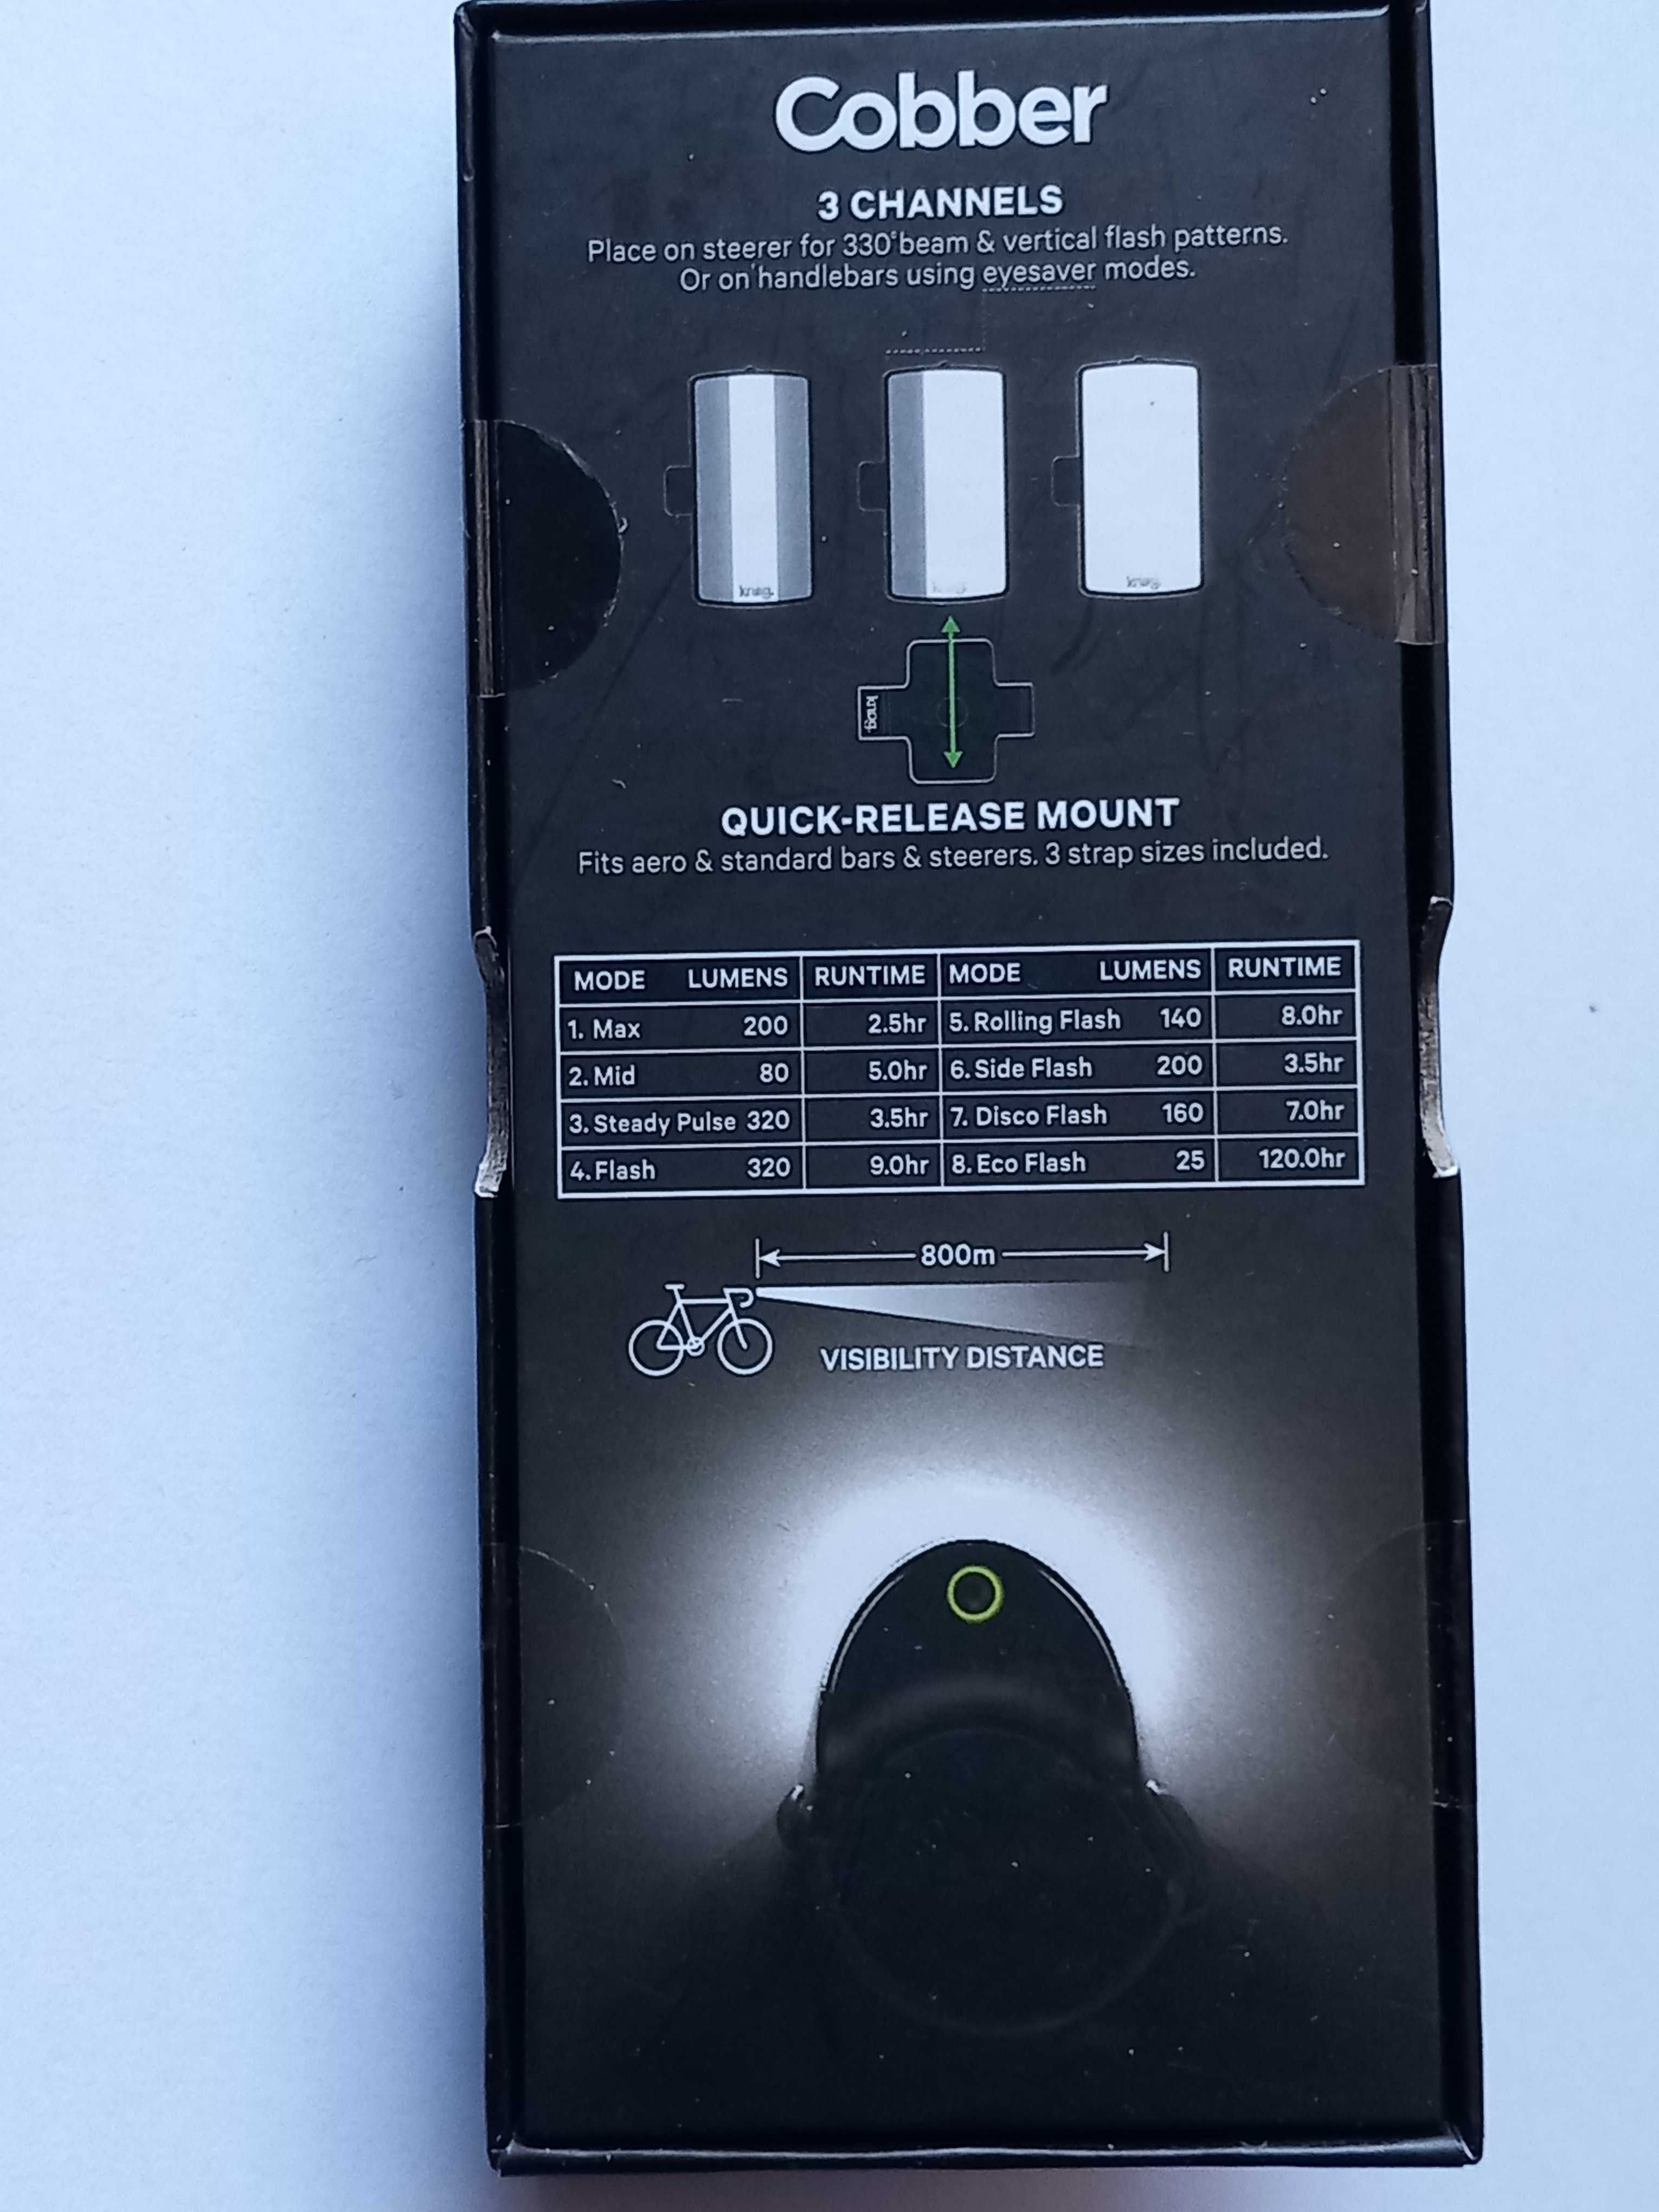 Cobber
3 CHANNELS
Place on steerer for 330° beam & vertical flash patterns.
Or on handlebars using eyesaver modes.
knog.
knog.
knog.
knog.
QUICK-RELEASE MOUNT
Fits aero & standard bars & steerers. 3 strap sizes included.
MODE LUMENS RUNTIME MODE LUMENS RUNTIME
1. Max 200 2.5hr 5. Rolling Flash 140 8.0hr
2. Mid 80 5.0hr 6. Side Flash 200 3.5hr
3. Steady Pulse 320 3.5hr 7. Disco Flash 160 7.0hr
4. Flash 320 9.0hr 8. Eco Flash 25 120.0hr
800m
VISIBILITY DISTANCE